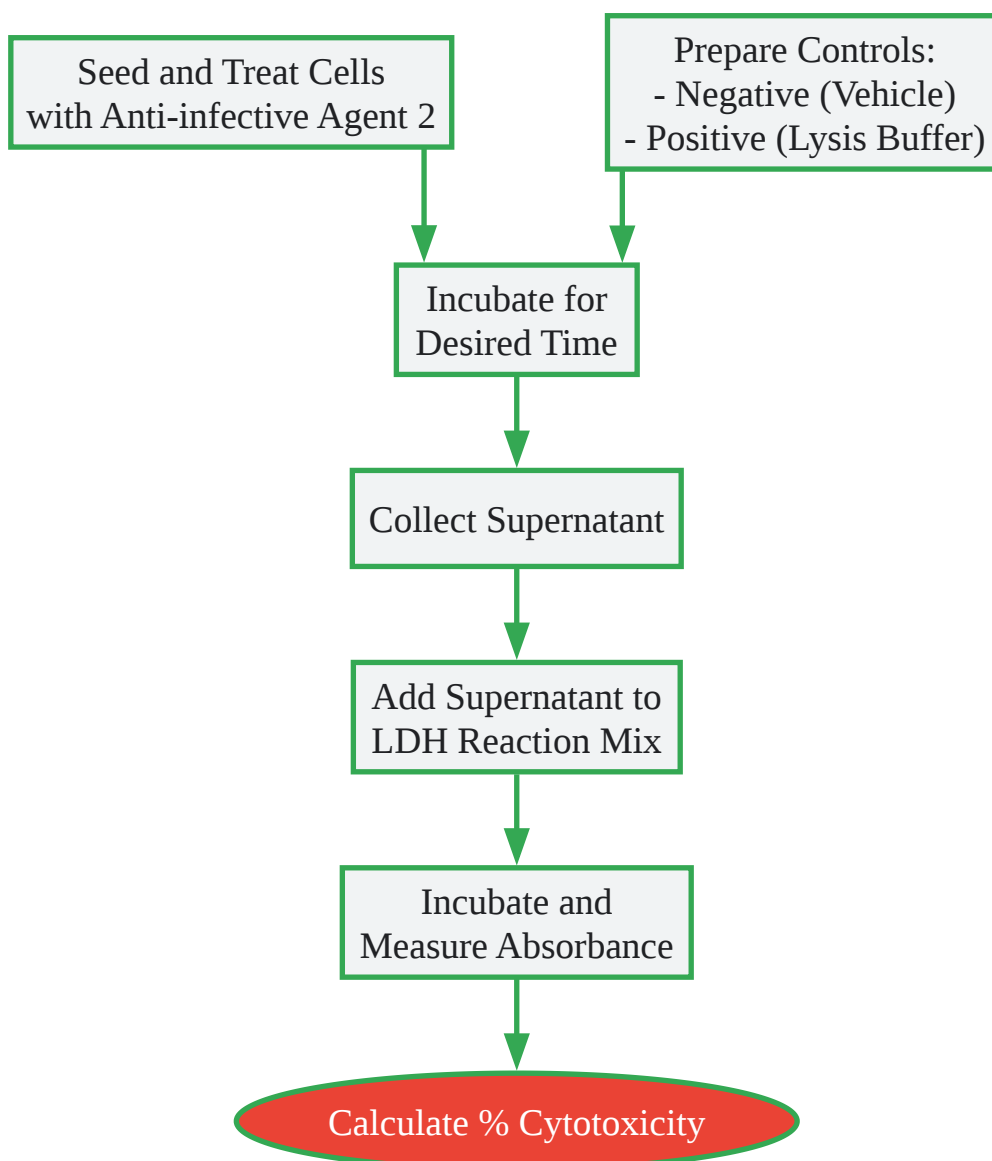 Seed and Treat Cells
with Anti-infective Agent 2
Prepare Controls:
- Negative (Vehicle)
- Positive (Lysis Buffer)
Incubate for
Desired Time
Collect Supernatant
Add Supernatant to
LDH Reaction Mix
Incubate and
Measure Absorbance
Calculate % Cytotoxicity